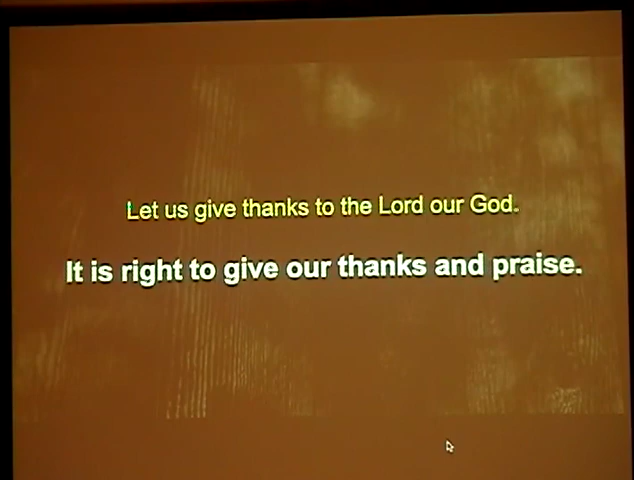 Let us give thanks to the Lord our God.
It is right to give our thanks and praise.